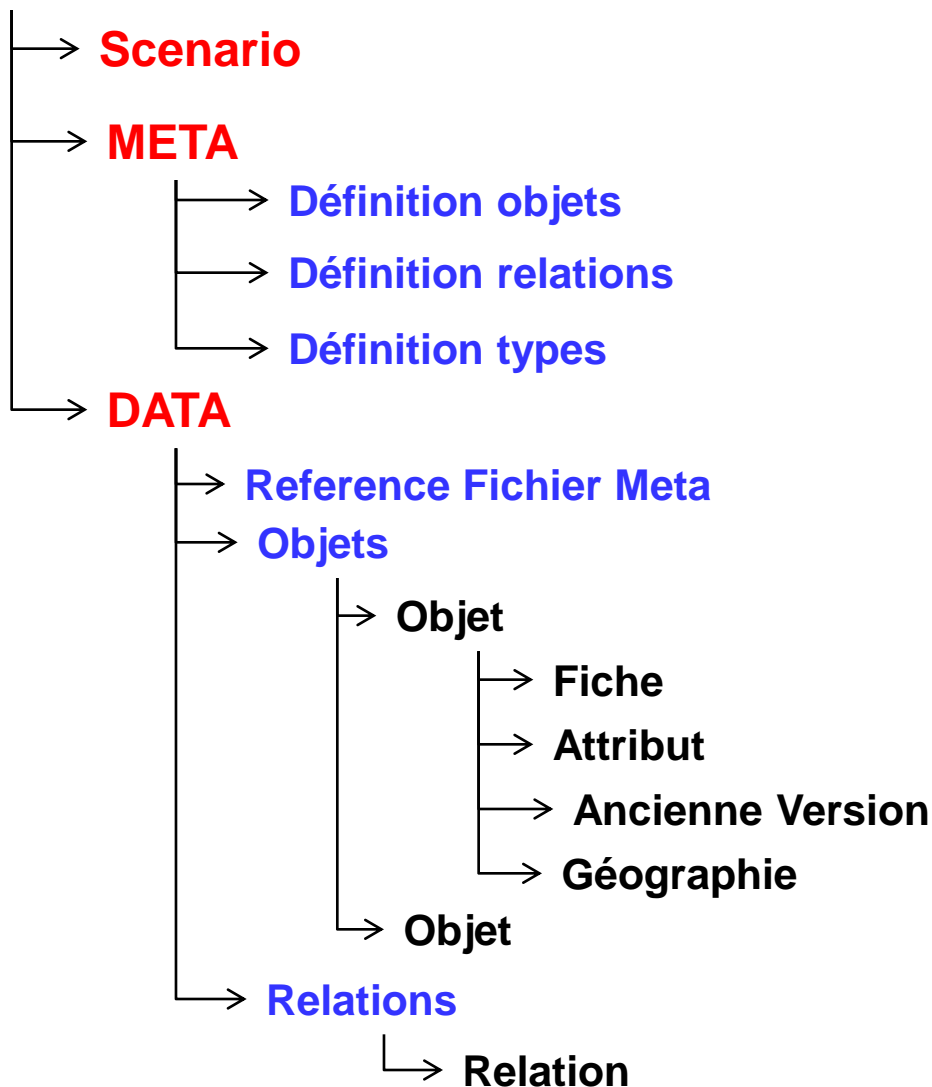 Scenario
META
Définition objets
Définition relations
Définition types
DATA
Reference Fichier Meta
Objets
Objet
Fiche
Attribut
Ancienne Version
Géographie
Objet
Relations
Relation